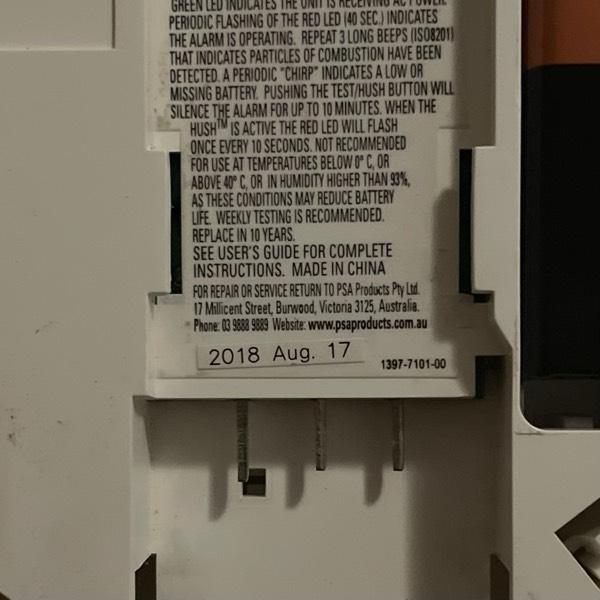 GREEN LED INDICATES THE UNIT IS RECEIVING AC POWER.
PERIODIC FLASHING OF THE RED LED (40 SEC.) INDICATES
THE ALARM IS OPERATING. REPEAT 3 LONG BEEPS (ISO8201)
THAT INDICATES PARTICLES OF COMBUSTION HAVE BEEN
DETECTED. A PERIODIC "CHIRP" INDICATES A LOW OR
MISSING BATTERY. PUSHING THE TEST/HUSH BUTTON WILL
SILENCE THE ALARM FOR UP TO 10 MINUTES. WHEN THE
HUSH™ IS ACTIVE THE RED LED WILL FLASH
ONCE EVERY 10 SECONDS. NOT RECOMMENDED
FOR USE AT TEMPERATURES BELOW 0° C, OR
ABOVE 40° C, OR IN HUMIDITY HIGHER THAN 93%,
AS THESE CONDITIONS MAY REDUCE BATTERY
LIFE. WEEKLY TESTING IS RECOMMENDED.
REPLACE IN 10 YEARS.
SEE USER'S GUIDE FOR COMPLETE
INSTRUCTIONS. MADE IN CHINA
FOR REPAIR OR SERVICE RETURN TO PSA Products Pty Ltd.
17 Millicent Street, Burwood, Victoria 3125, Australia.
Phone: 03 9888 9889 Website: www.psaproducts.com.au
2018 Aug. 17
1397-7101-00